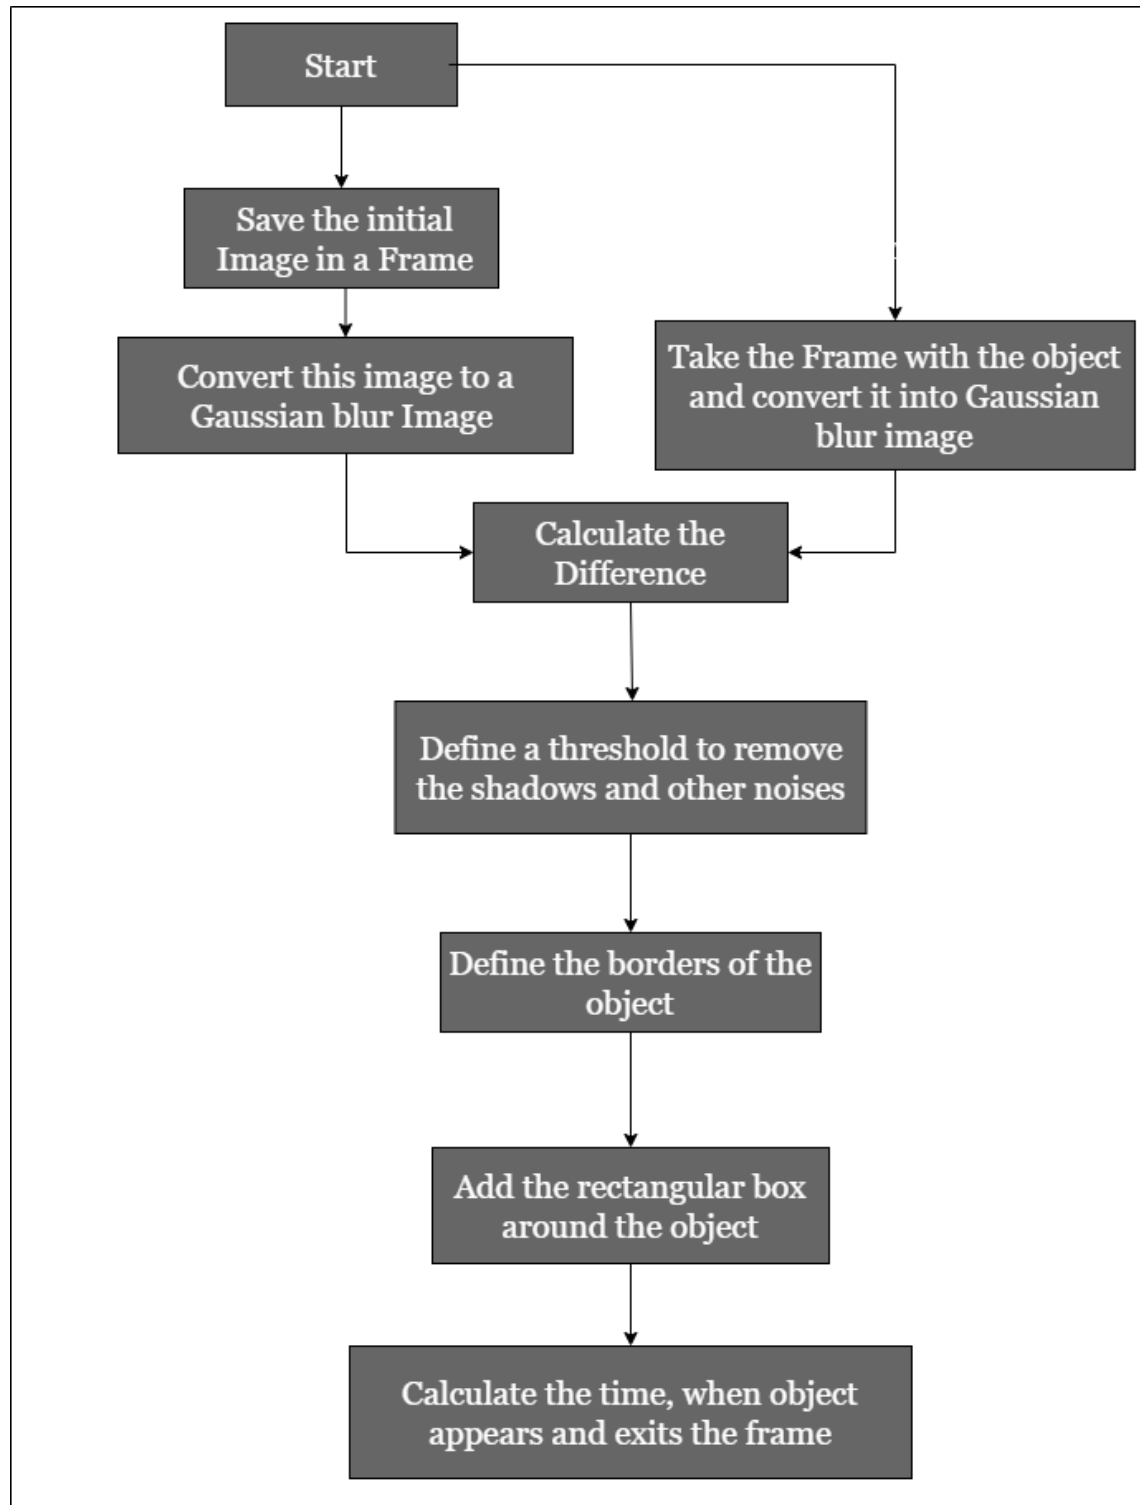 Start
Save the initial
Image in a Frame
Convert this image to a
Gaussian blur Image
Take the Frame with the object
and convert it into Gaussian
blur image
Calculate the
Difference
Define a threshold to remove
the shadows and other noises
Define the borders of the
object
Add the rectangular box
around the object
Calculate the time, when object
appears and exits the frame